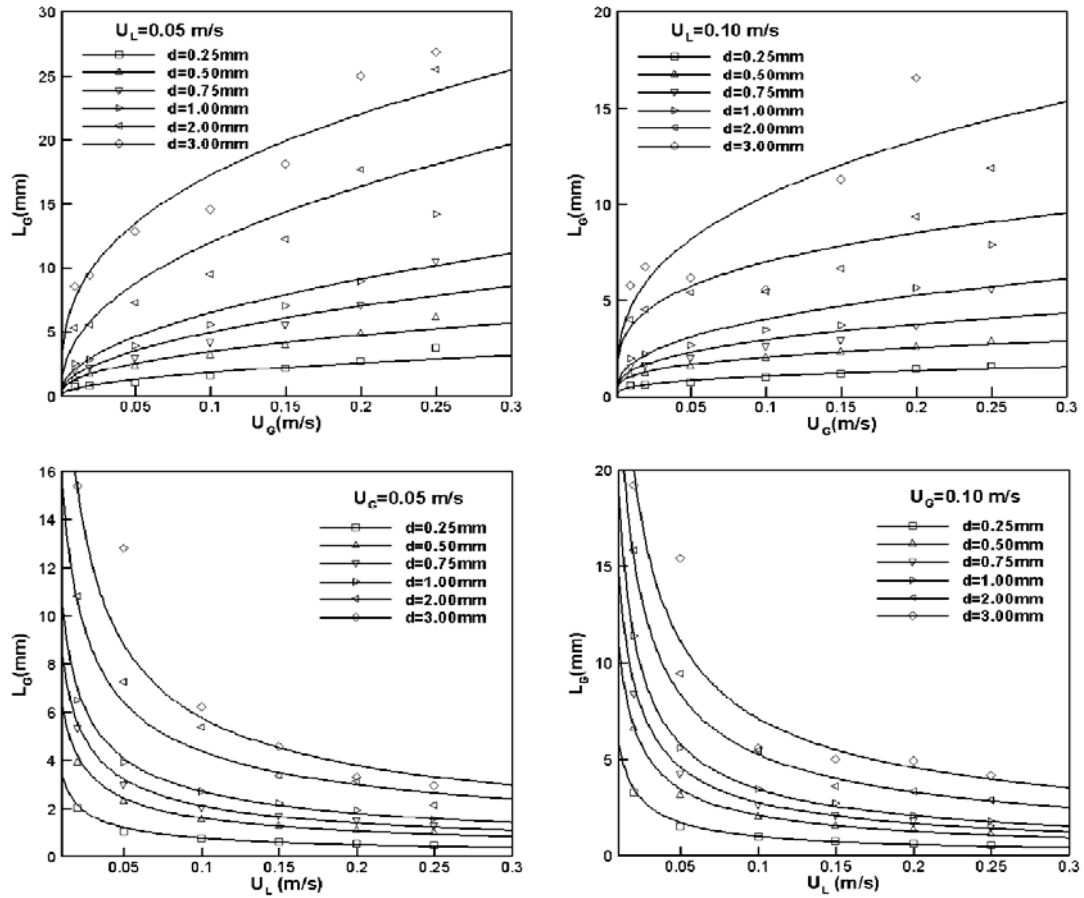 U_L=0.05 m/s
d=0.25mm
d=0.50mm
d=0.75mm
d=1.00mm
d=2.00mm
d=3.00mm
L_G(mm)
30
25
20
15
10
5
0
0.05 0.1 0.15 0.2 0.25 0.3
U_G(m/s)
U_L=0.10 m/s
d=0.25mm
d=0.50mm
d=0.75mm
d=1.00mm
d=2.00mm
d=3.00mm
L_G(mm)
20
15
10
5
0
0.05 0.1 0.15 0.2 0.25 0.3
U_G(m/s)
U_G=0.05 m/s
d=0.25mm
d=0.50mm
d=0.75mm
d=1.00mm
d=2.00mm
d=3.00mm
L_G(mm)
16
14
12
10
8
6
4
2
0
0.05 0.1 0.15 0.2 0.25 0.3
U_L (m/s)
U_G=0.10 m/s
d=0.25mm
d=0.50mm
d=0.75mm
d=1.00mm
d=2.00mm
d=3.00mm
L_G(mm)
20
15
10
5
0
0.05 0.1 0.15 0.2 0.25 0.3
U_L (m/s)